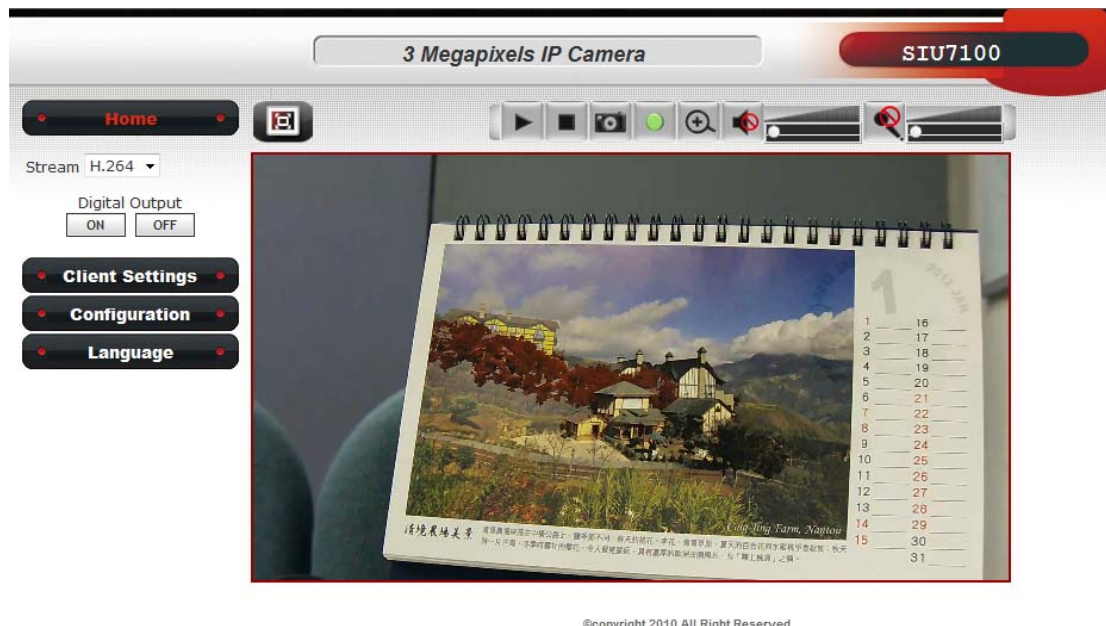 3 Megapixels IP Camera
SIU7100
Home
Stream H.264
Digital Output
ON OFF
Client Settings
Configuration
Language
1
2012 JAN
1 16
2 17
3 18
4 19
5 20
6 21
7 22
8 23
9 24
10 25
11 26
12 27
13 28
14 29
15 30
31
Cing Jing Farm, Nantou
清境農場美景
©copyright 2010 All Right Reserved